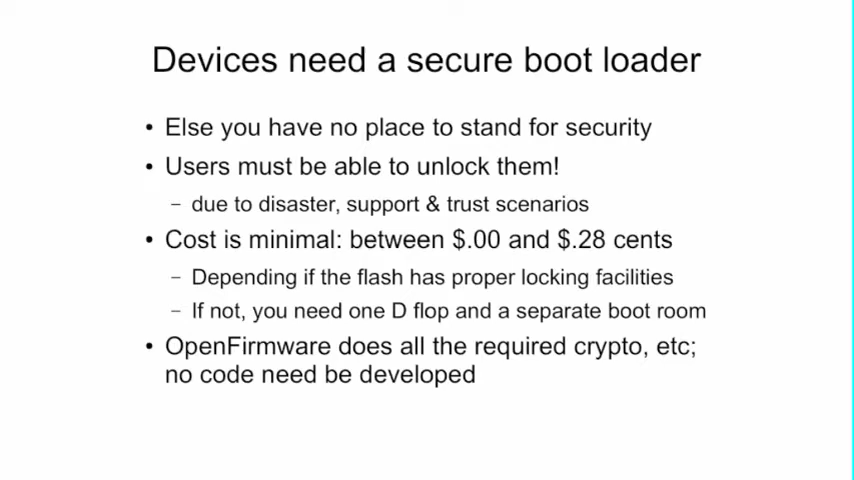 Devices need a secure boot loader
• Else you have no place to stand for security
• Users must be able to unlock them!
– due to disaster, support & trust scenarios
• Cost is minimal: between $.00 and $.28 cents
– Depending if the flash has proper locking facilities
– If not, you need one D flop and a separate boot room
• OpenFirmware does all the required crypto, etc;
no code need be developed